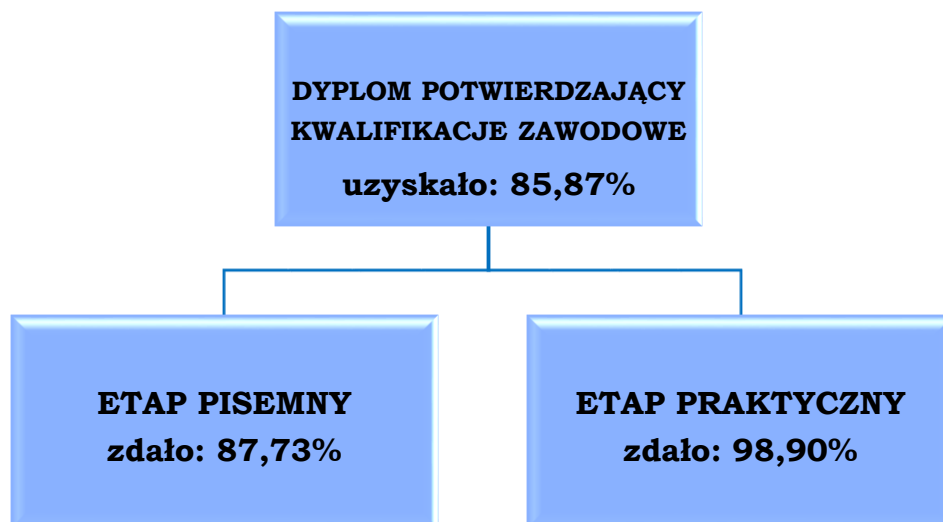 DYPLOM POTWIERDZAJĄCY
KWALIFIKACJE ZAWODOWE
uzyskało: 85,87%
ETAP PISEMNY
zdało: 87,73%
ETAP PRAKTYCZNY
zdało: 98,90%